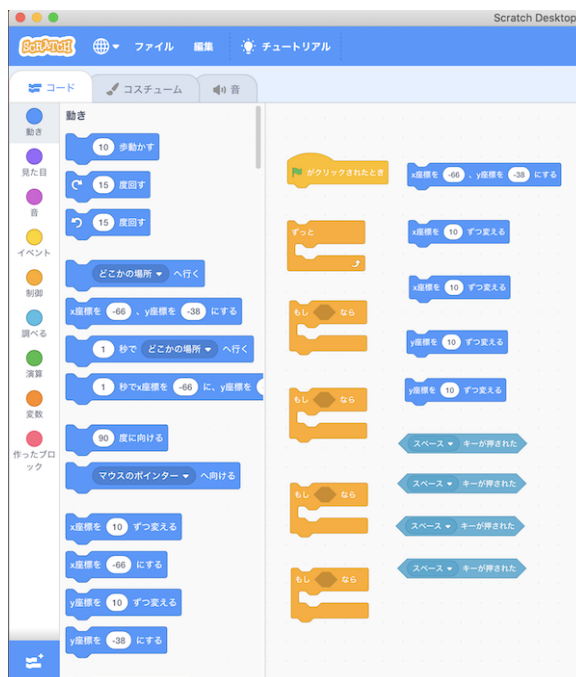 Scratch Desktop
SCRATCH ファイル 編集 チュートリアル
コード コスチューム 音
動き
見た目
音
イベント
制御
調べる
演算
変数
作ったブロ
ック
動き
10 歩動かす
15 度回す
15 度回す
どこかの場所 へ行く
x座標を -66 、y座標を -38 にする
1 秒で どこかの場所 へ行く
1 秒でx座標を -66 に、y座標を
90 度に向ける
マウスのポインター へ向ける
x座標を 10 ずつ変える
x座標を -66 にする
y座標を 10 ずつ変える
y座標を -38 にする
がクリックされたとき
ずっと
もし なら
もし なら
もし なら
もし なら
x座標を -66 、y座標を -38 にする
x座標を 10 ずつ変える
x座標を 10 ずつ変える
y座標を 10 ずつ変える
y座標を 10 ずつ変える
スペース キーが押された
スペース キーが押された
スペース キーが押された
スペース キーが押された